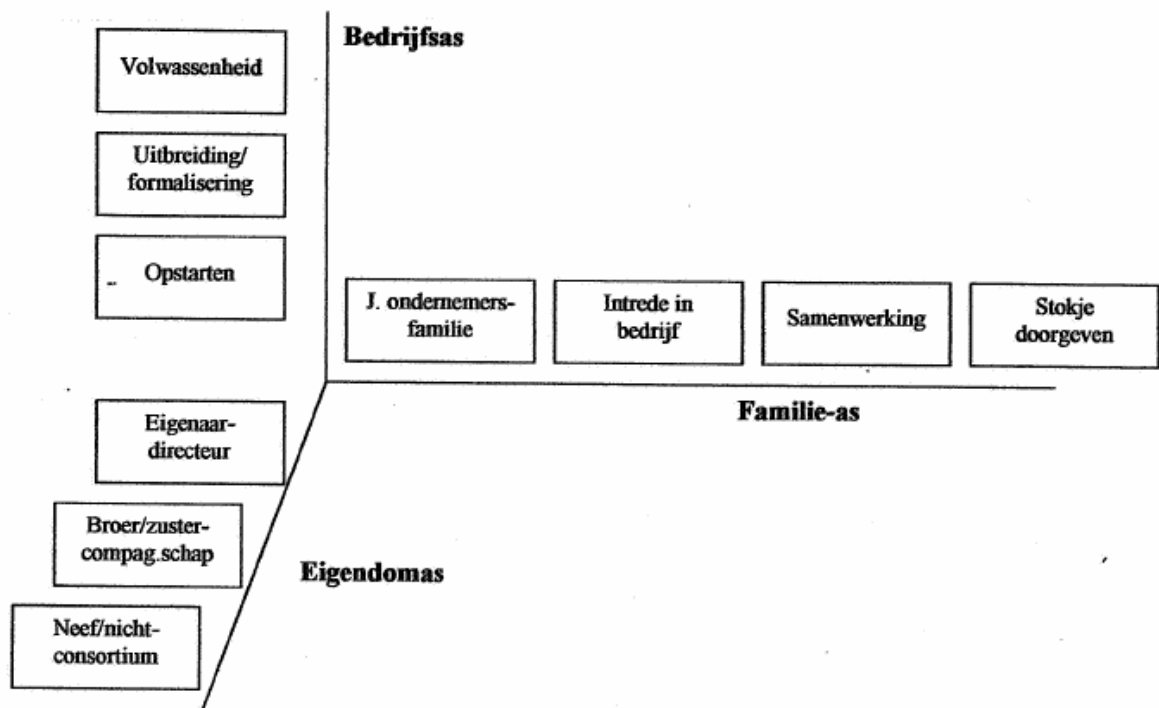 Bedrijfsas
Volwassenheid
Uitbreiding/
formalisering
Opstarten
J. ondernemers-
familie
Intrede in
bedrijf
Samenwerking
Stokje
doorgeven
Familie-as
Eigenaar-
directeur
Broer/zuster-
compag.schap
Eigendomas
Neef/nicht-
consortium